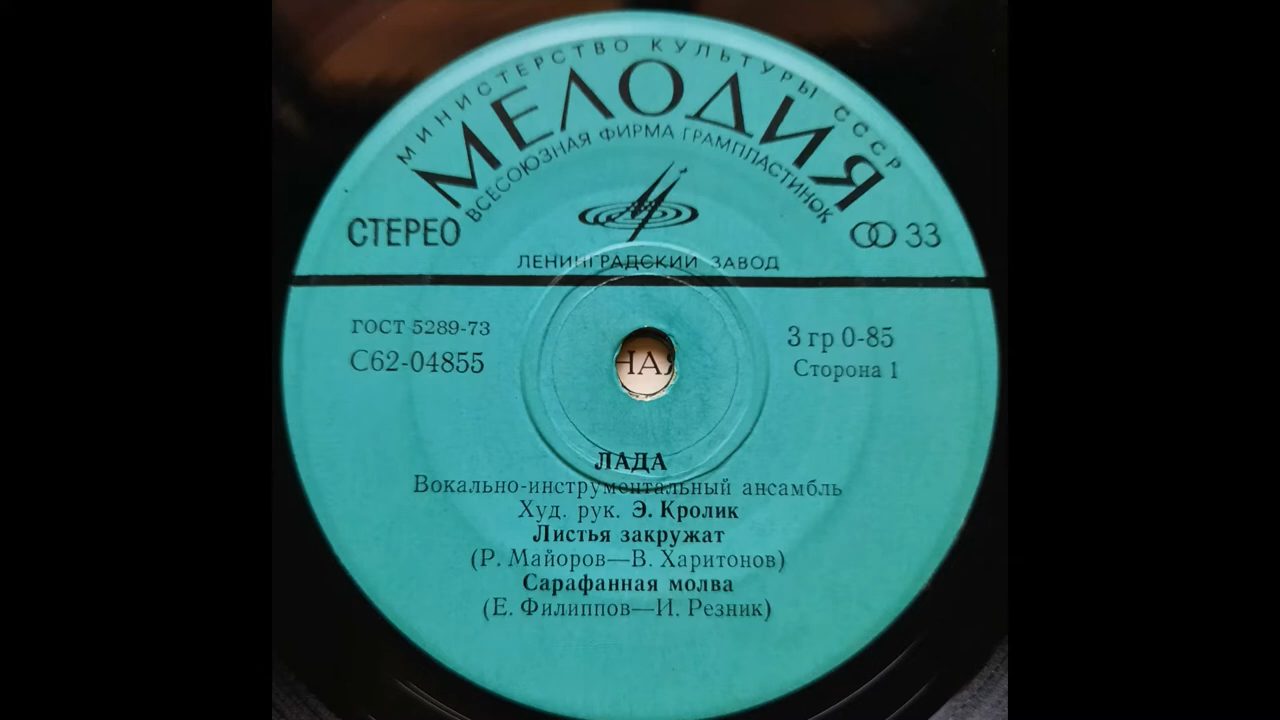 МИНИСТЕРСТВО КУЛЬТУРЫ СССР
МЕЛОДИЯ
ВСЕСОЮЗНАЯ ФИРМА ГРАМПЛАСТИНОК
СТЕРЕО
33
ЛЕНИНГРАДСКИЙ ЗАВОД
ГОСТ 5289-73
С62-04855
3 гр 0-85
Сторона 1
НАЯ
ЛАДА
Вокально-инструментальный ансамбль
Худ. рук. Э. Кролик
Листья закружат
(Р. Майоров—В. Харитонов)
Сарафанная молва
(Е. Филиппов—И. Резник)